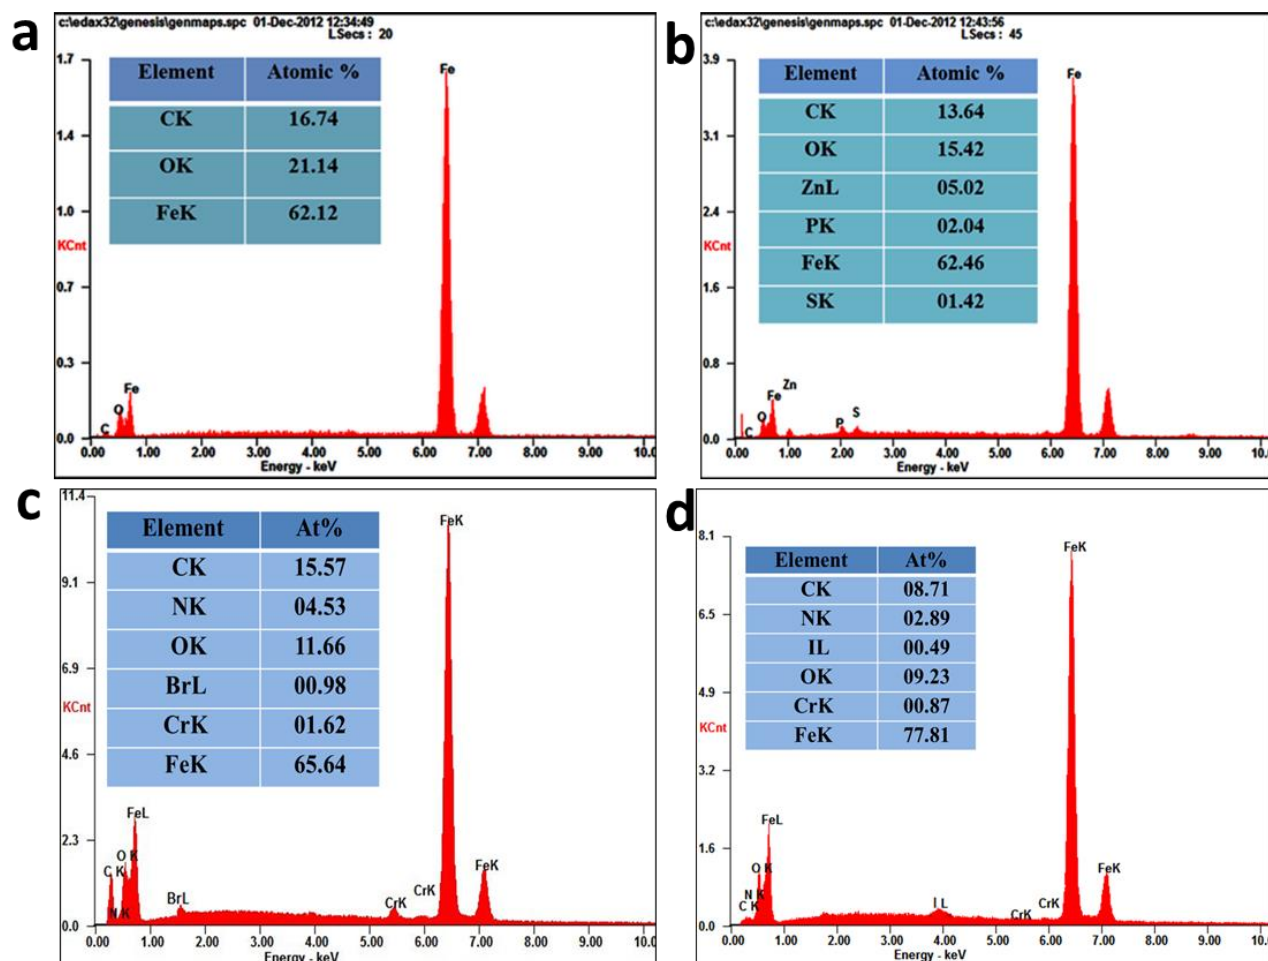 a
c:\edax32\genesis\genmaps.spc 01-Dec-2012 12:34:49
LSecs : 20
1.7
1.4
1.0
KCnt
0.7
0.3
0.0
Element Atomic %
CK 16.74
OK 21.14
FeK 62.12
C
O
Fe
Fe
0.00 1.00 2.00 3.00 4.00 5.00 6.00 7.00 8.00 9.00 10.0
Energy - keV
b
c:\edax32\genesis\genmaps.spc 01-Dec-2012 12:43:56
LSecs : 45
3.9
3.1
2.4
KCnt
1.6
0.8
0.0
Element Atomic %
CK 13.64
OK 15.42
ZnL 05.02
PK 02.04
FeK 62.46
SK 01.42
C
O
Fe
Zn
P
S
Fe
0.00 1.00 2.00 3.00 4.00 5.00 6.00 7.00 8.00 9.00 10.0
Energy - keV
c
11.4
9.1
6.9
KCnt
4.6
2.3
0.0
Element At%
CK 15.57
NK 04.53
OK 11.66
BrL 00.98
CrK 01.62
FeK 65.64
C K
N K
O K
FeL
BrL
CrK
CrK
FeK
FeK
0.00 1.00 2.00 3.00 4.00 5.00 6.00 7.00 8.00 9.00 10.0
Energy - keV
d
8.1
6.5
4.9
KCnt
3.2
1.6
0.0
Element At%
CK 08.71
NK 02.89
IL 00.49
OK 09.23
CrK 00.87
FeK 77.81
C K
N K
O K
FeL
I L
CrK
CrK
FeK
FeK
0.00 1.00 2.00 3.00 4.00 5.00 6.00 7.00 8.00 9.00 10.0
Energy - keV